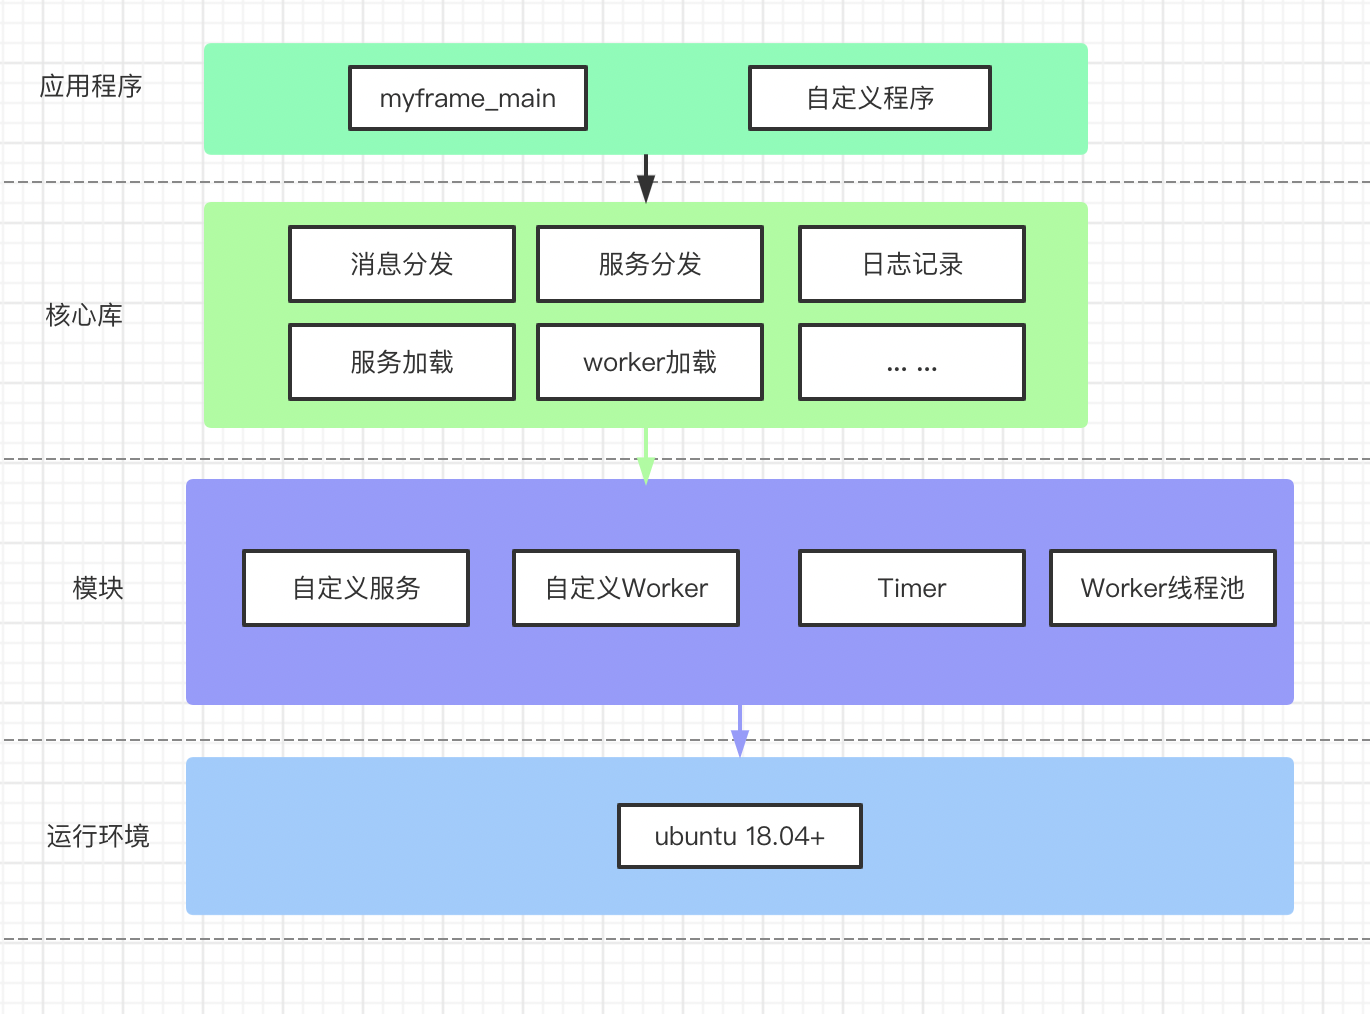 应用程序
myframe_main
自定义程序
核心库
消息分发
服务分发
日志记录
服务加载
worker加载
... ...
模块
自定义服务
自定义Worker
Timer
Worker线程池
运行环境
ubuntu 18.04+